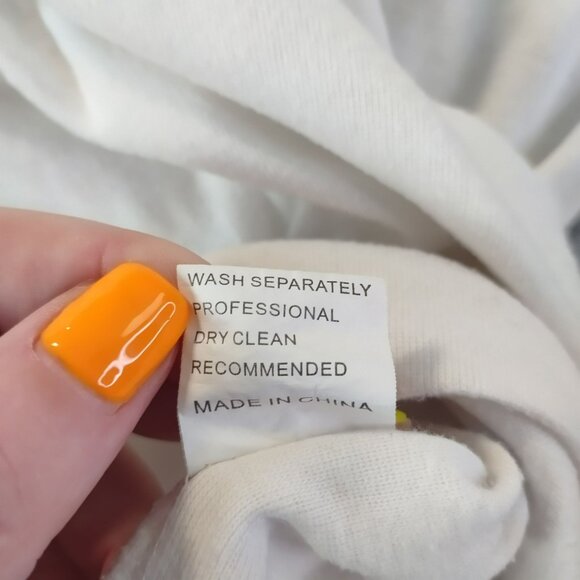 WASH SEPARATELY
PROFESSIONAL
DRY CLEAN
RECOMMENDED
MADE IN CHINA